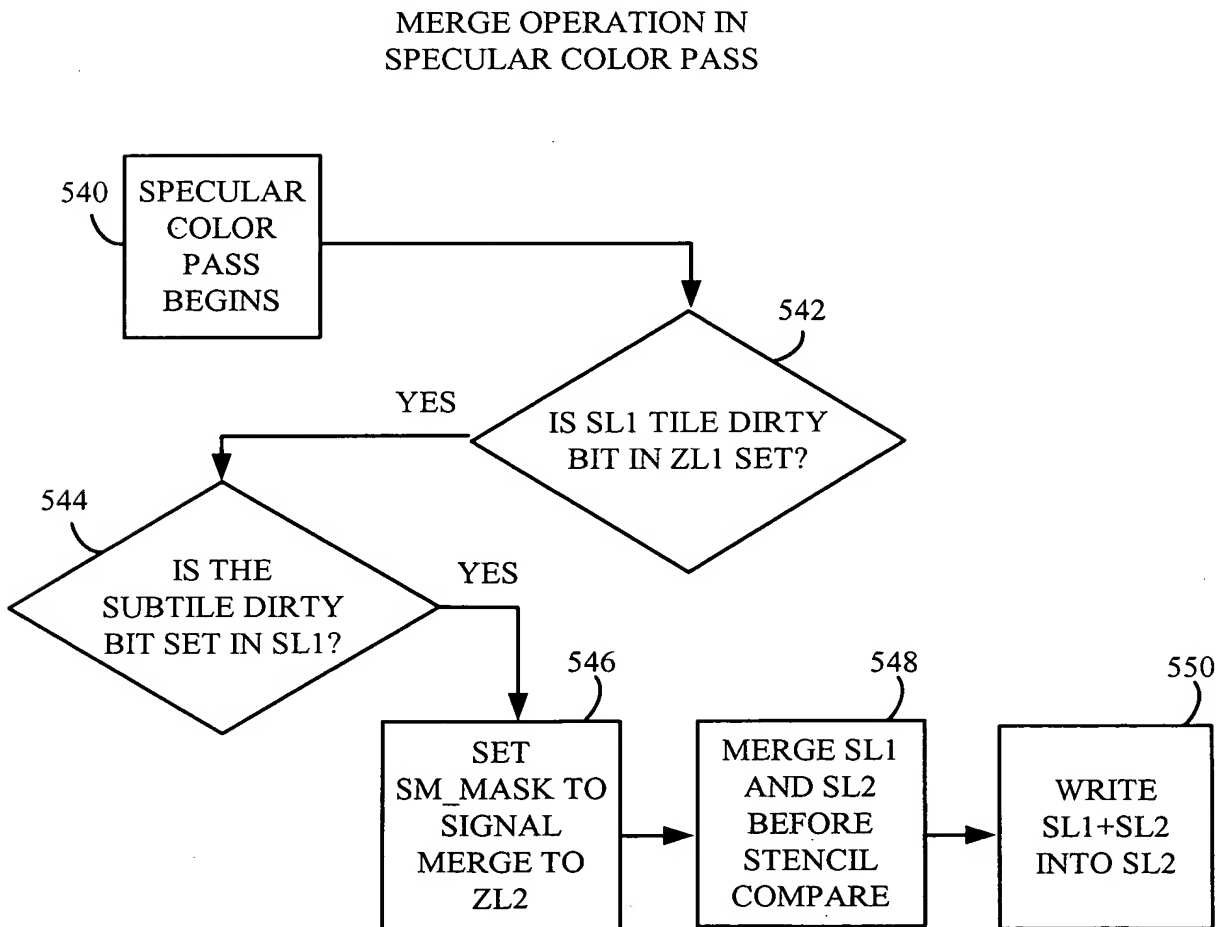 MERGE OPERATION IN
SPECULAR COLOR PASS
540
SPECULAR
COLOR
PASS
BEGINS
542
IS SL1 TILE DIRTY
BIT IN ZL1 SET?
YES
544
IS THE
SUBTILE DIRTY
BIT SET IN SL1?
YES
546
SET
SM_MASK TO
SIGNAL
MERGE TO
ZL2
548
MERGE SL1
AND SL2
BEFORE
STENCIL
COMPARE
550
WRITE
SL1+SL2
INTO SL2